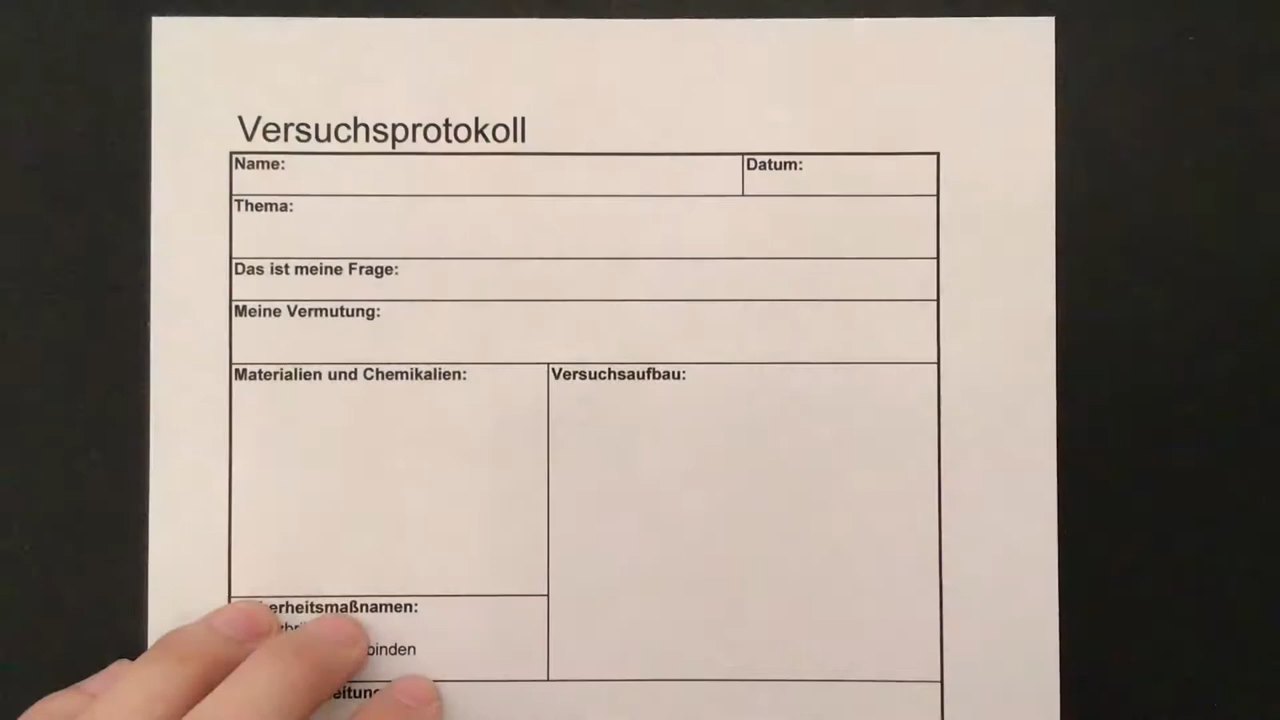 Versuchsprotokoll
Name: Datum:
Thema:
Das ist meine Frage:
Meine Vermutung:
Materialien und Chemikalien: Versuchsaufbau:
erheitsmaßnamen:
binden